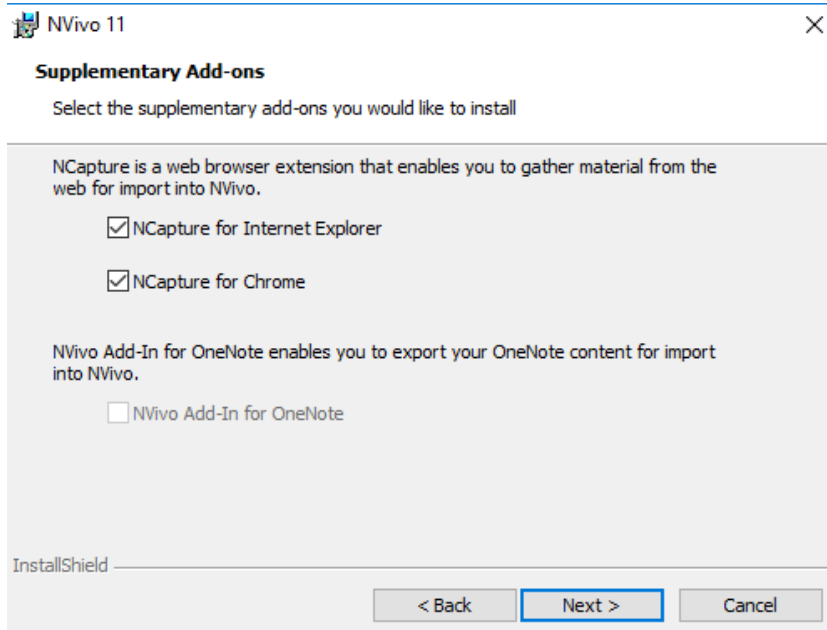 NVivo 11
Supplementary Add-ons
Select the supplementary add-ons you would like to install
NCapture is a web browser extension that enables you to gather material from the
web for import into NVivo.
NCapture for Internet Explorer
NCapture for Chrome
NVivo Add-In for OneNote enables you to export your OneNote content for import
into NVivo.
NVivo Add-In for OneNote
InstallShield
< Back Next > Cancel